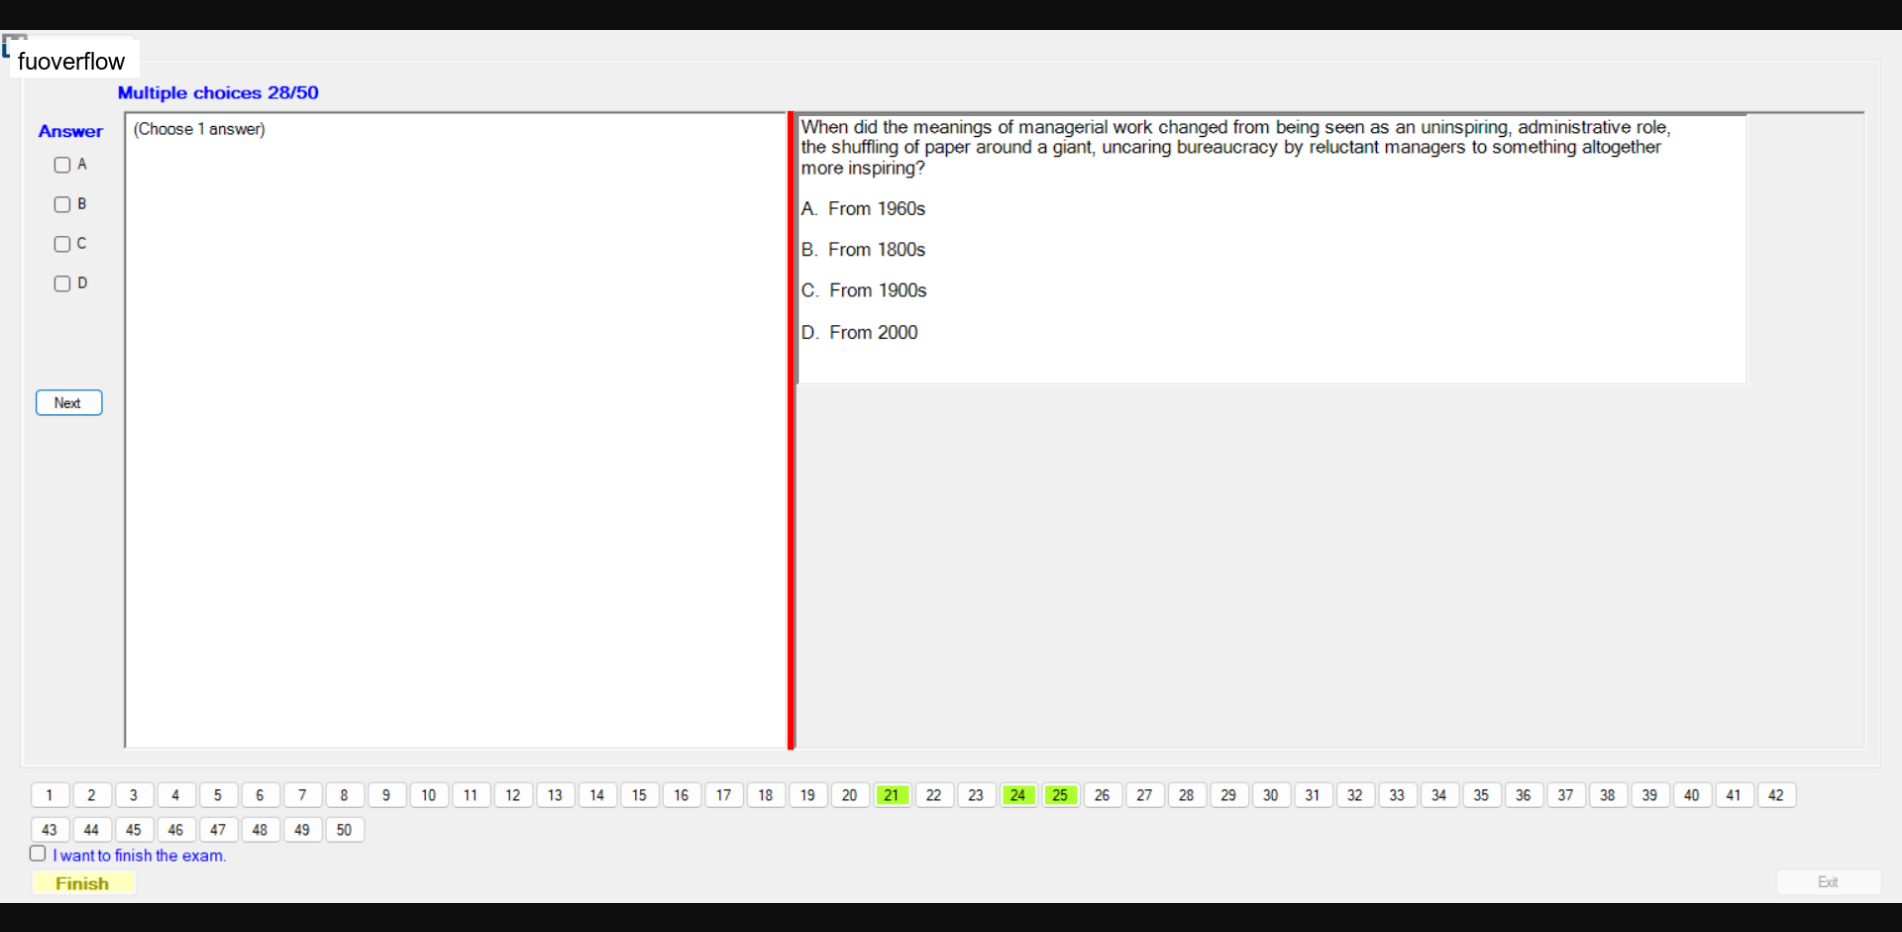 fuoverflow
Multiple choices 28/50
Answer
(Choose 1 answer)
A
B
C
D
Next
When did the meanings of managerial work changed from being seen as an uninspiring, administrative role,
the shuffling of paper around a giant, uncaring bureaucracy by reluctant managers to something altogether
more inspiring?
A. From 1960s
B. From 1800s
C. From 1900s
D. From 2000
1 2 3 4 5 6 7 8 9 10 11 12 13 14 15 16 17 18 19 20 21 22 23 24 25 26 27 28 29 30 31 32 33 34 35 36 37 38 39 40 41 42
43 44 45 46 47 48 49 50
I want to finish the exam.
Finish
Exit